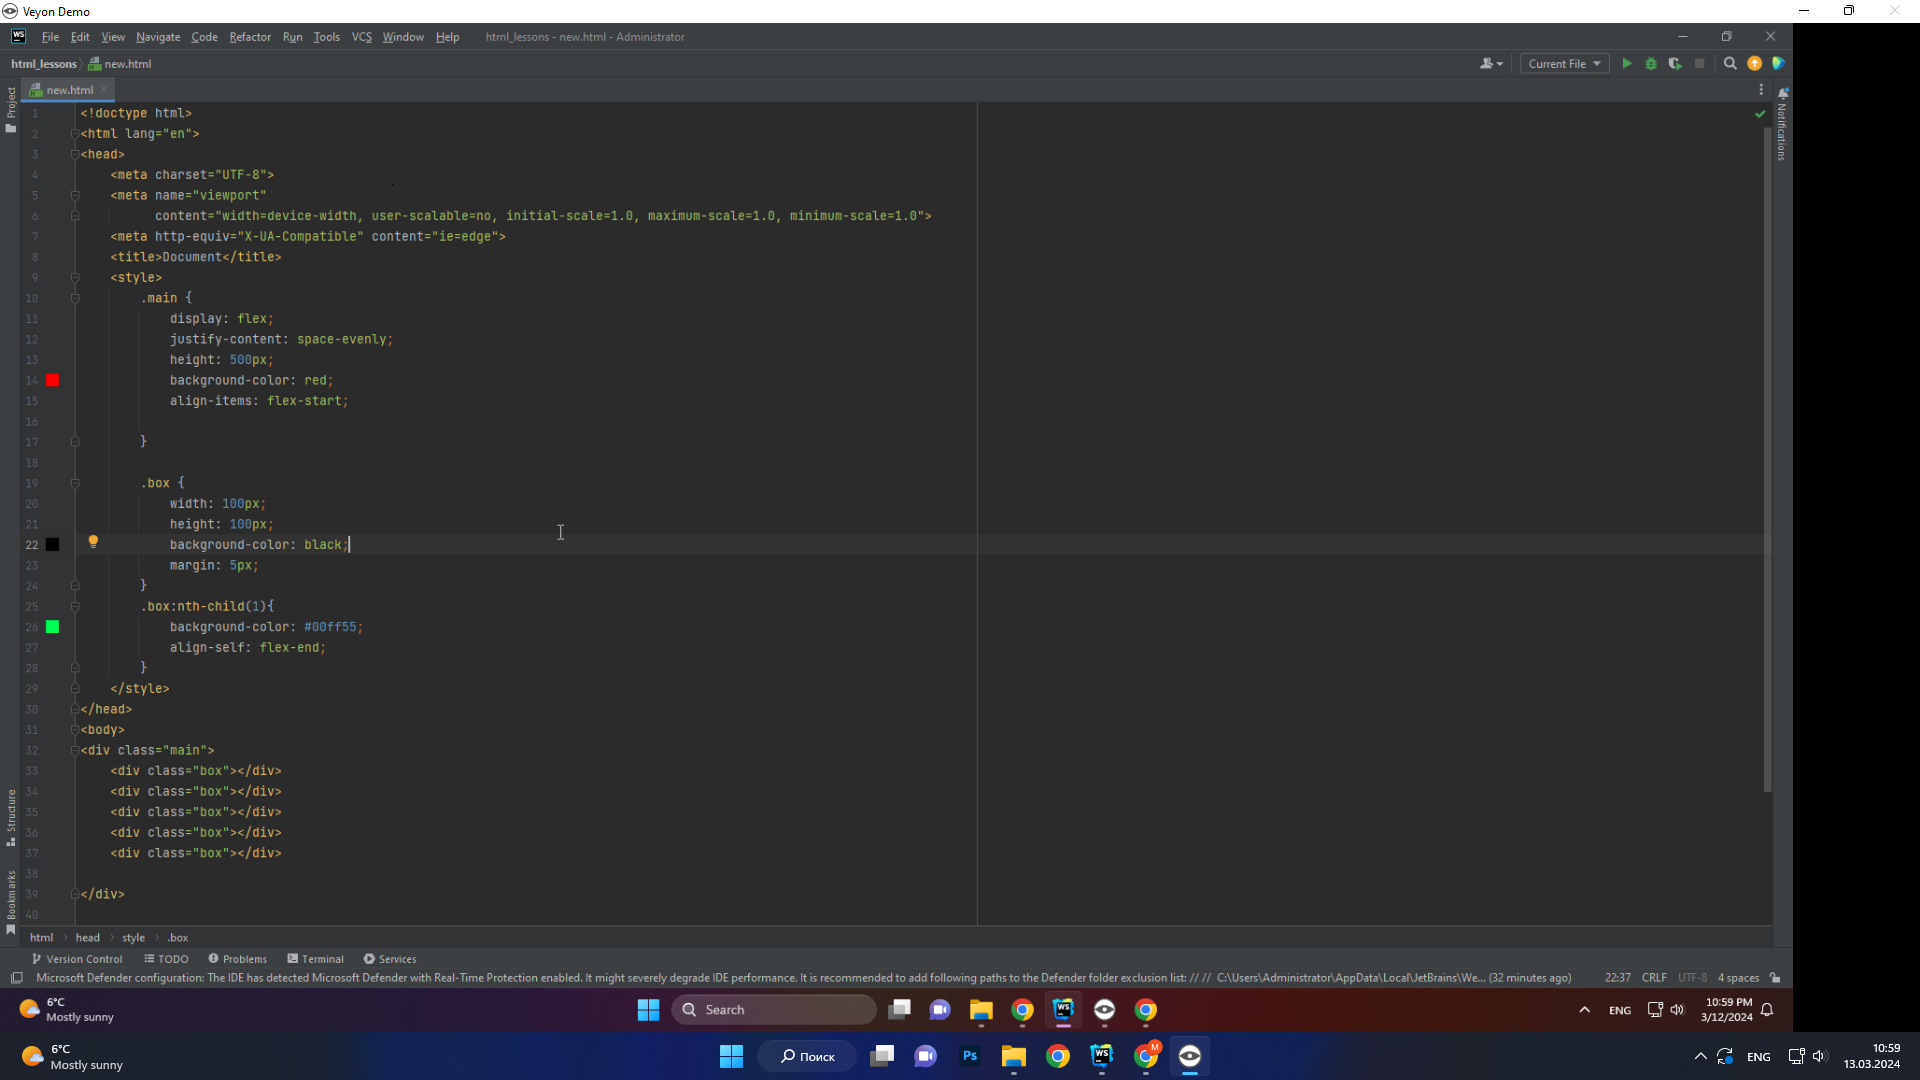 Veyon Demo
WS File Edit View Navigate Code Refactor Run Tools VCS Window Help html_lessons - new.html - Administrator
html_lessons new.html Current File
new.html
Project
Notifications
1 <!doctype html>
2 <html lang="en">
3 <head>
4 <meta charset="UTF-8">
5 <meta name="viewport"
6 content="width=device-width, user-scalable=no, initial-scale=1.0, maximum-scale=1.0, minimum-scale=1.0">
7 <meta http-equiv="X-UA-Compatible" content="ie=edge">
8 <title>Document</title>
9 <style>
10 .main {
11 display: flex;
12 justify-content: space-evenly;
13 height: 500px;
14 background-color: red;
15 align-items: flex-start;
16
17 }
18
19 .box {
20 width: 100px;
21 height: 100px;
22 background-color: black;
23 margin: 5px;
24 }
25 .box:nth-child(1){
26 background-color: #00ff55;
27 align-self: flex-end;
28 }
29 </style>
30 </head>
31 <body>
32 <div class="main">
33 <div class="box"></div>
34 <div class="box"></div>
35 <div class="box"></div>
36 <div class="box"></div>
37 <div class="box"></div>
38
39 </div>
40
Structure
Bookmarks
html head style .box
Version Control TODO Problems Terminal Services
Microsoft Defender configuration: The IDE has detected Microsoft Defender with Real-Time Protection enabled. It might severely degrade IDE performance. It is recommended to add following paths to the Defender folder exclusion list: // // C:\Users\Administrator\AppData\Local\JetBrains\We... (32 minutes ago) 22:37 CRLF UTF-8 4 spaces
6°C
Mostly sunny
Search
WS
ENG
10:59 PM
3/12/2024
6°C
Mostly sunny
Поиск
Ps
WS
M
ENG
10:59
13.03.2024